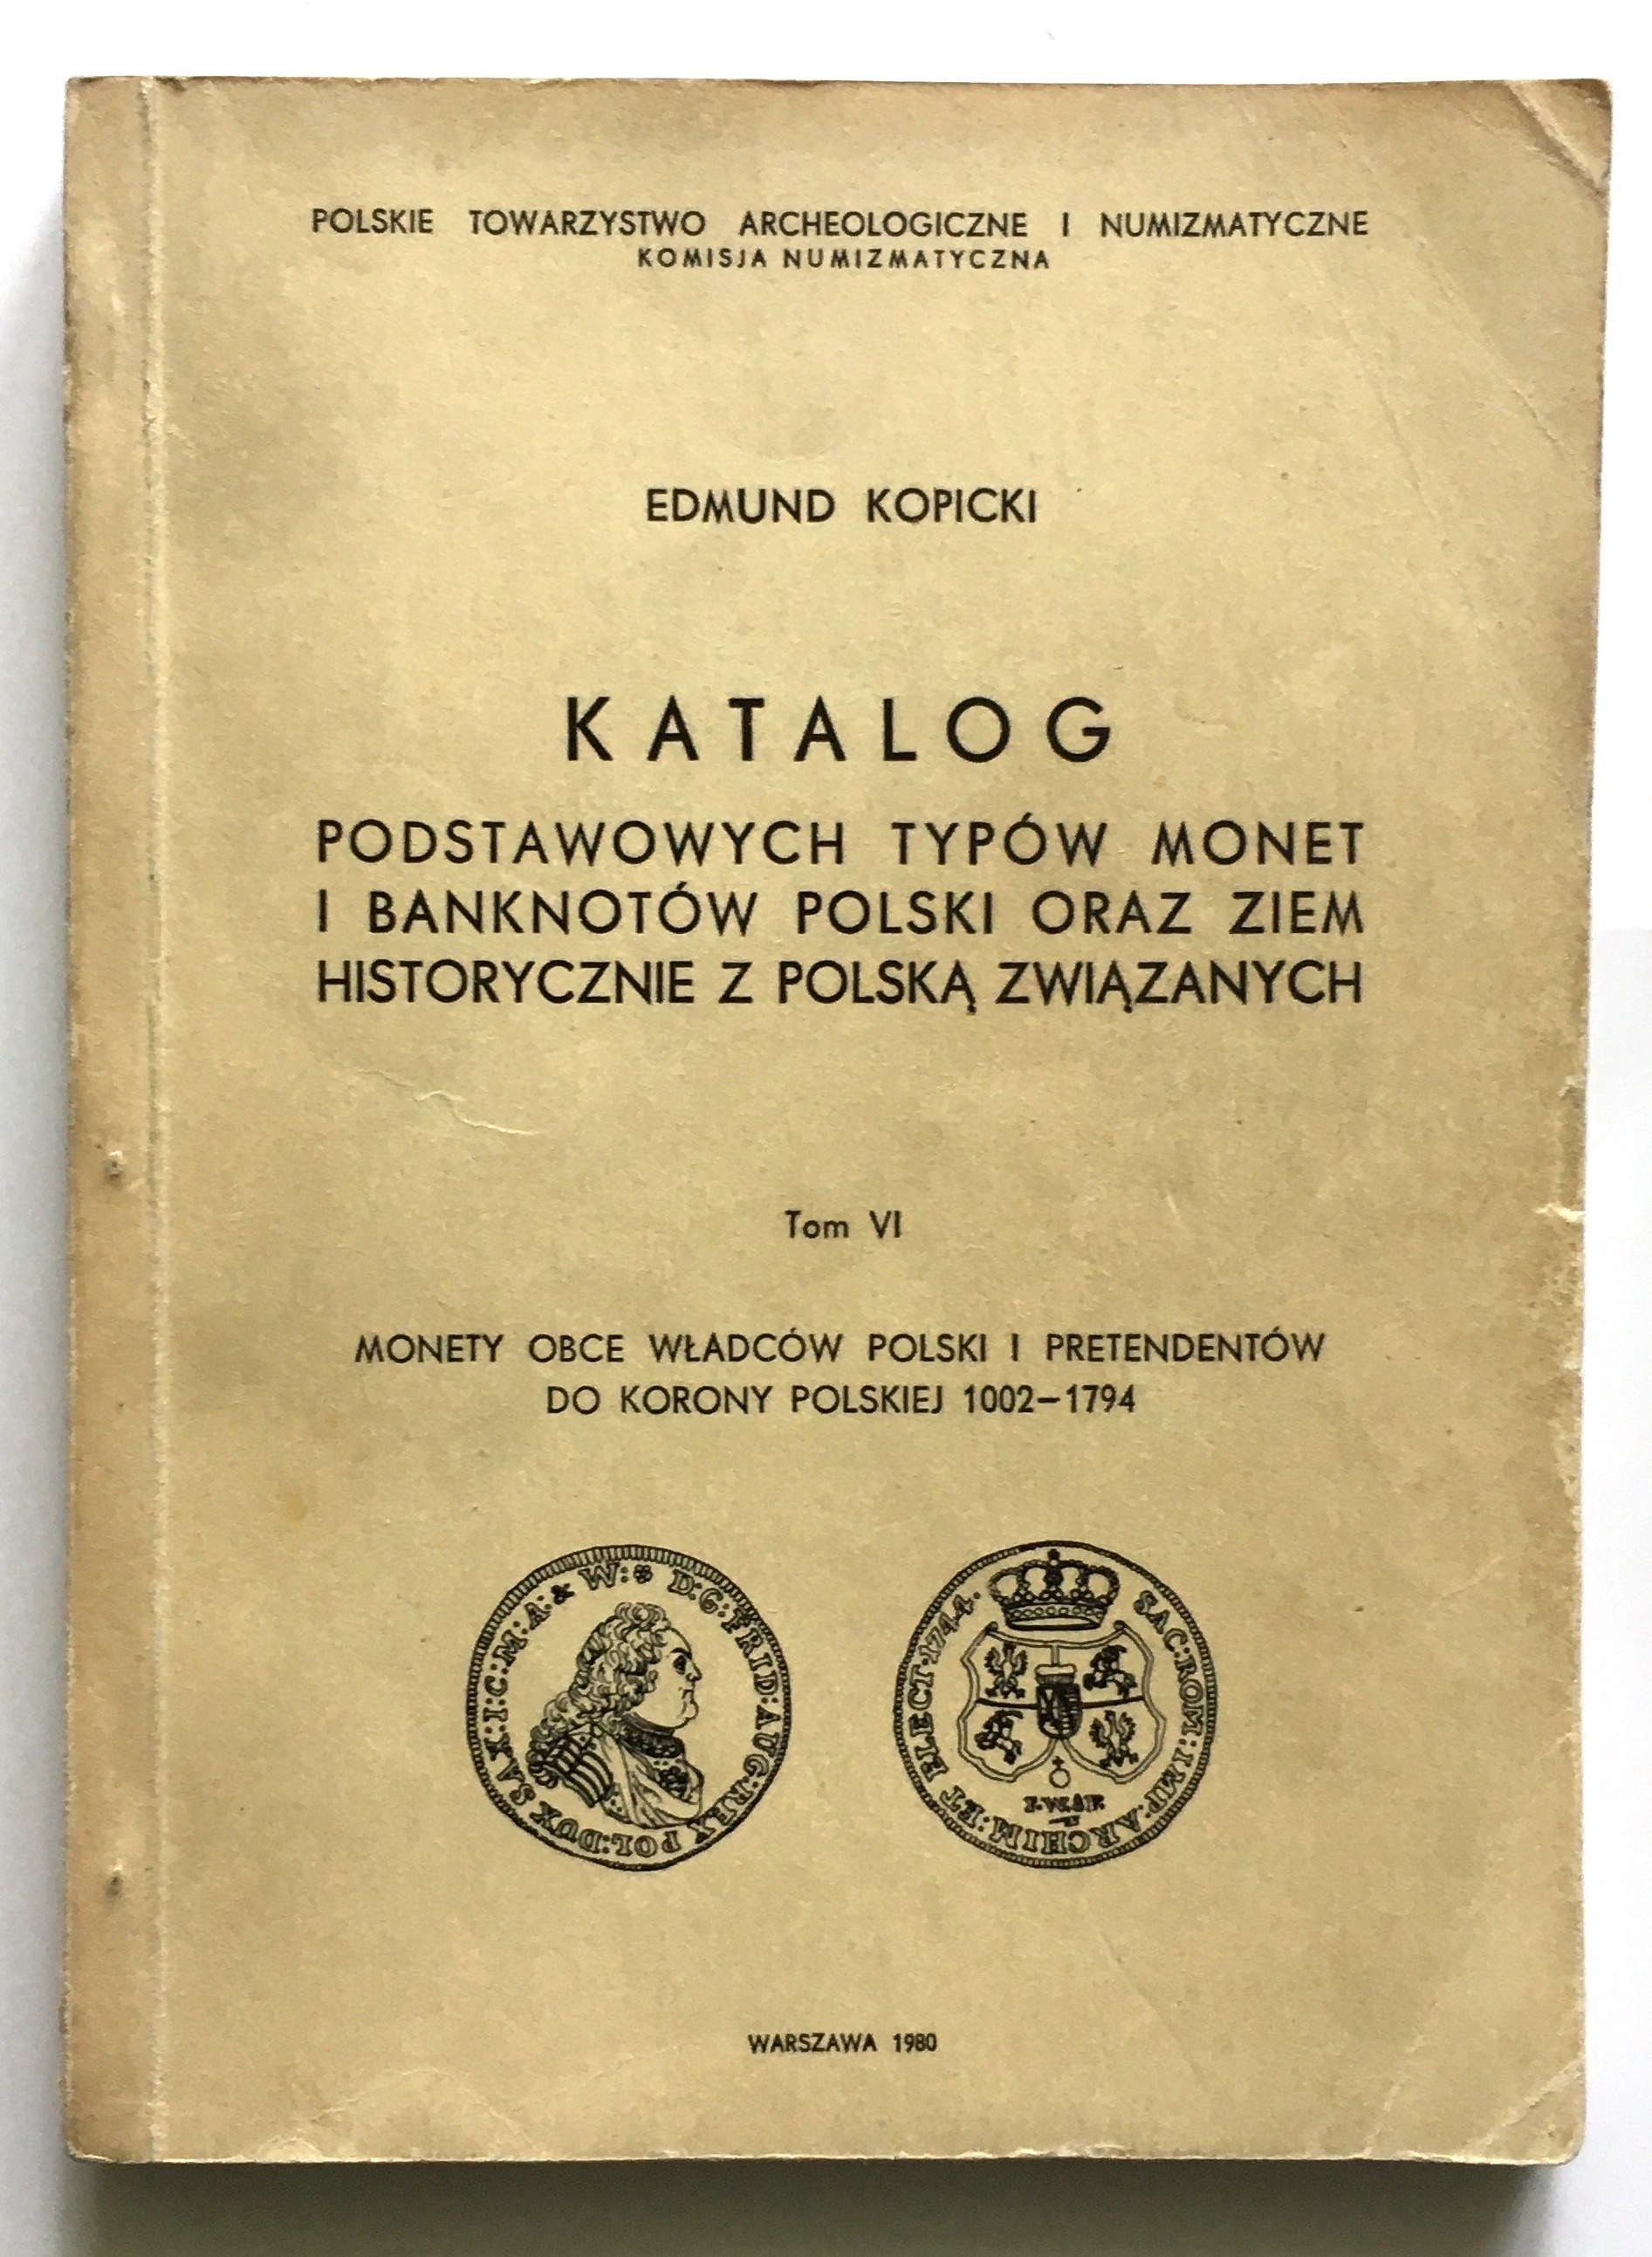 POLSKIE TOWARZYSTWO ARCHEOLOGICZNE I NUMIZMATYCZNE
KOMISJA NUMIZMATYCZNA
EDMUND KOPICKI
KATALOG
PODSTAWOWYCH TYPÓW MONET
I BANKNOTÓW POLSKI ORAZ ZIEM
HISTORYCZNIE Z POLSKĄ ZWIĄZANYCH
Tom VI
MONETY OBCE WŁADCÓW POLSKI I PRETENDENTÓW
DO KORONY POLSKIEJ 1002–1794
D:G:FRID:AUG:REX POL:DUX SAX:I:C:M:A:& W:
SAC:ROM:IMP:ARCHIM:ET ELECT:1744.
WARSZAWA 1980